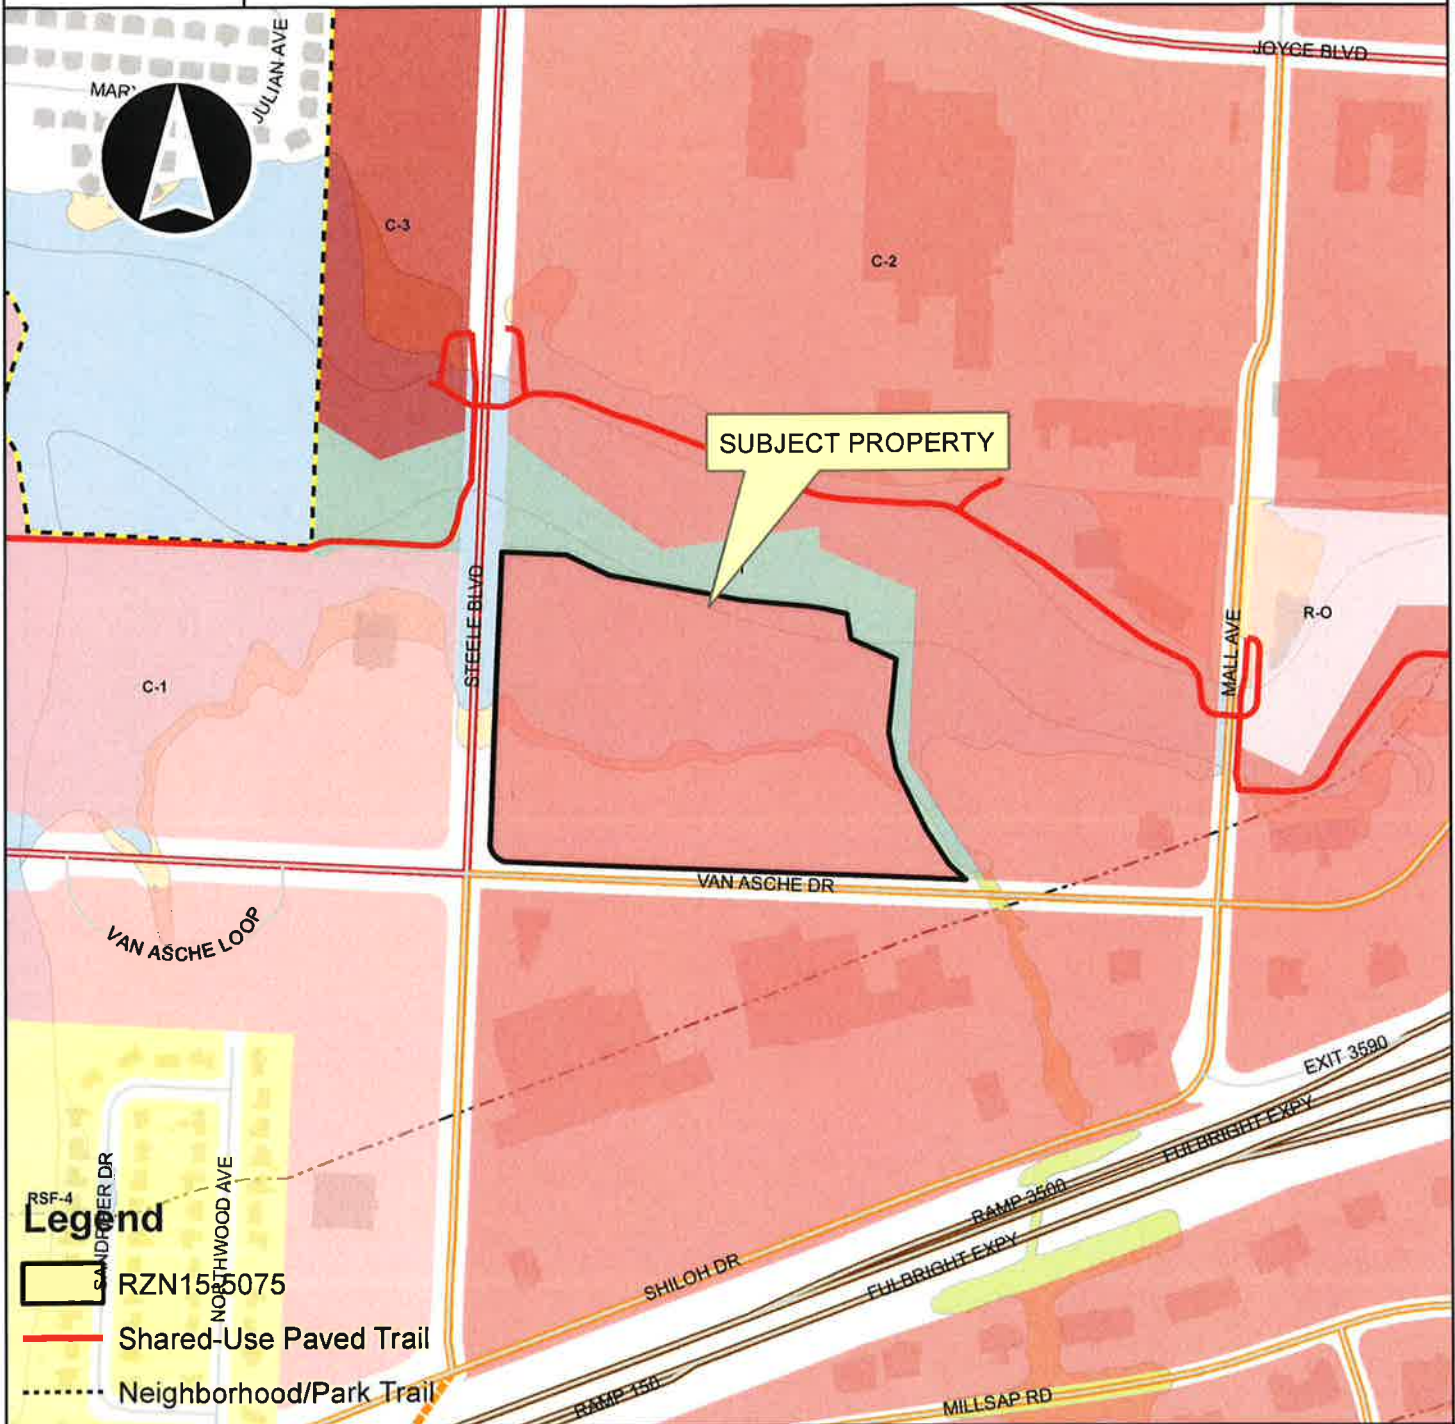 JOYCE BLVD
JULIAN AVE
MAR
C-3
C-2
SUBJECT PROPERTY
STEELE BLVD
MALL AVE
R-O
C-1
VAN ASCHE DR
VAN ASCHE LOOP
EXIT 3590
FULBRIGHT EXPY
RAMP 3500
FULBRIGHT EXPY
SHILOH DR
RAMP 150
MILLSAP RD
RSF-4
NORTHWOOD AVE
Legend
RZN15-5075
Shared-Use Paved Trail
Neighborhood/Park Trail